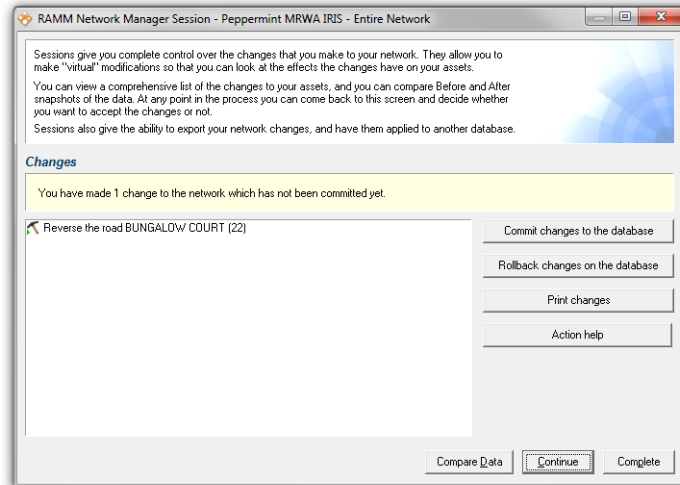 RAMM Network Manager Session - Peppermint MRWA IRIS - Entire Network
Sessions give you complete control over the changes that you make to your network. They allow you to
make "virtual" modifications so that you can look at the effects the changes have on your assets.
You can view a comprehensive list of the changes to your assets, and you can compare Before and After
snapshots of the data. At any point in the process you can come back to this screen and decide whether
you want to accept the changes or not.
Sessions also give the ability to export your network changes, and have them applied to another database.
Changes
You have made 1 change to the network which has not been committed yet.
Reverse the road BUNGALOW COURT (22)
Commit changes to the database
Rollback changes on the database
Print changes
Action help
Compare Data
Continue
Complete